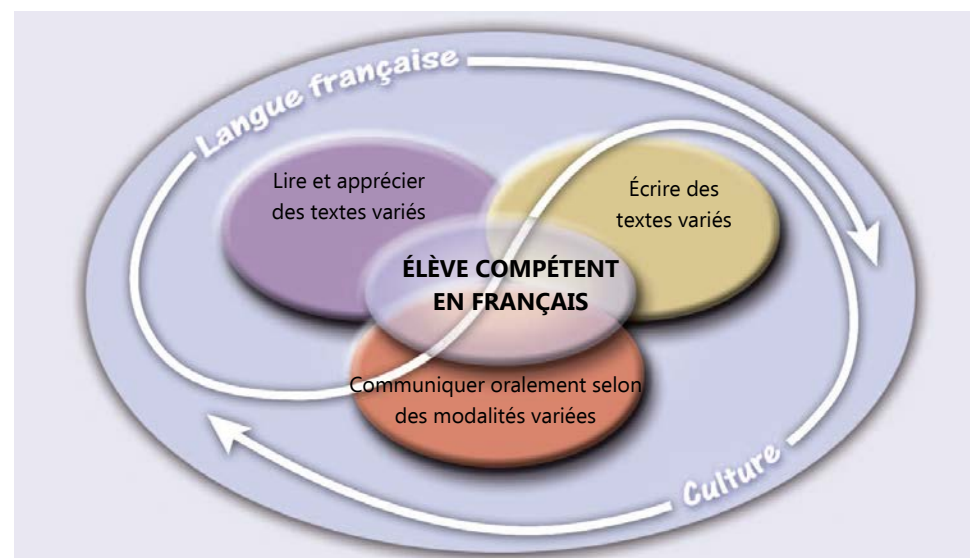 Langue française
Lire et apprécier
des textes variés
Écrire des
textes variés
ÉLÈVE COMPÉTENT
EN FRANÇAIS
Communiquer oralement selon
des modalités variées
Culture